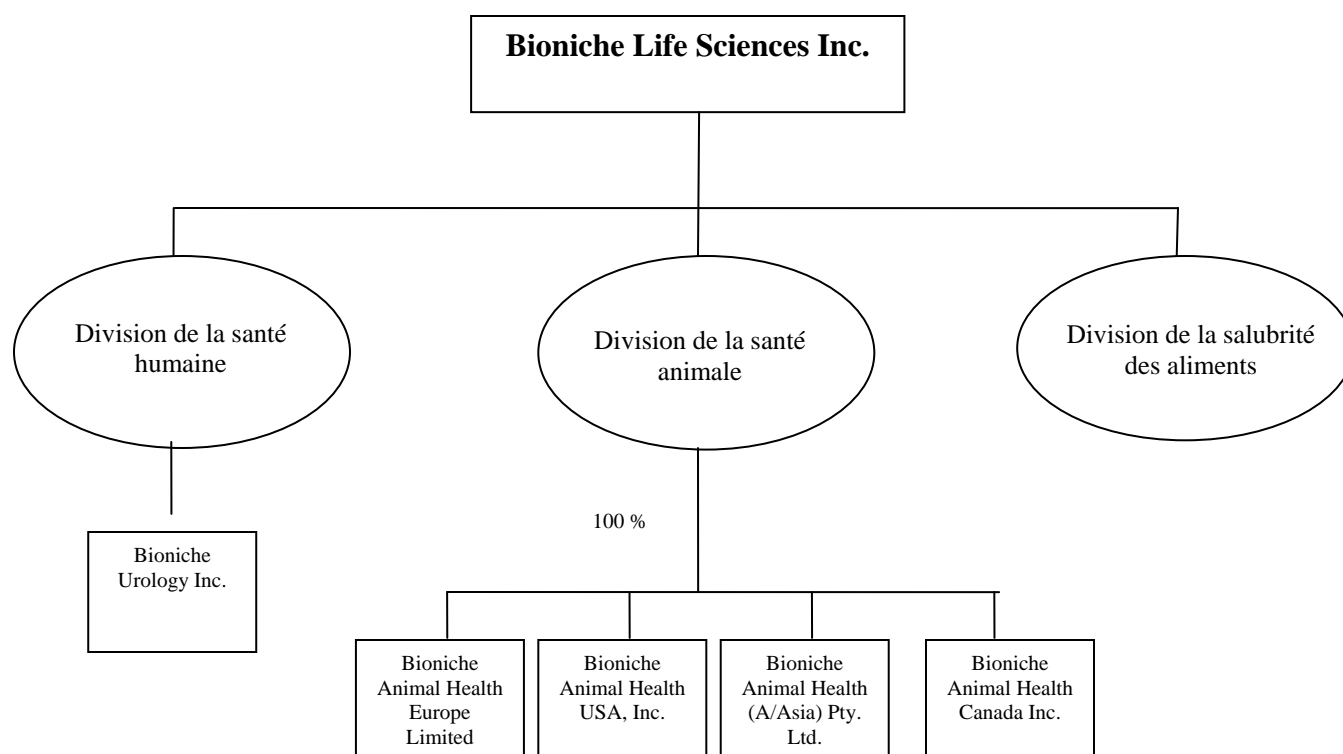 Bioniche Life Sciences Inc.
Division de la santé
humaine
Division de la santé
animale
Division de la salubrité
des aliments
100 %
Bioniche
Urology Inc.
Bioniche
Animal Health
Europe
Limited
Bioniche
Animal Health
USA, Inc.
Bioniche
Animal Health
(A/Asia) Pty.
Ltd.
Bioniche
Animal Health
Canada Inc.